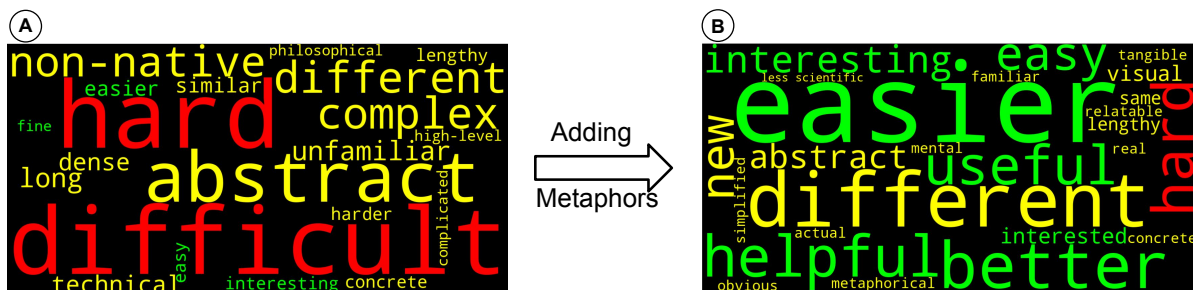 A
non-native
philosophical
lengthy
different
easier
similar
hard
complex
fine
high-level
unfamiliar
dense
long
abstract
complicated
harder
difficult
easy
technical
interesting
concrete
Adding
Metaphors
B
interesting
easy
tangible
less scientific
familiar
visual
easier
same
relatable
lengthy
hard
new
abstract
mental
useful
real
simplified
different
actual
interested
concrete
helpful
better
obvious
metaphorical